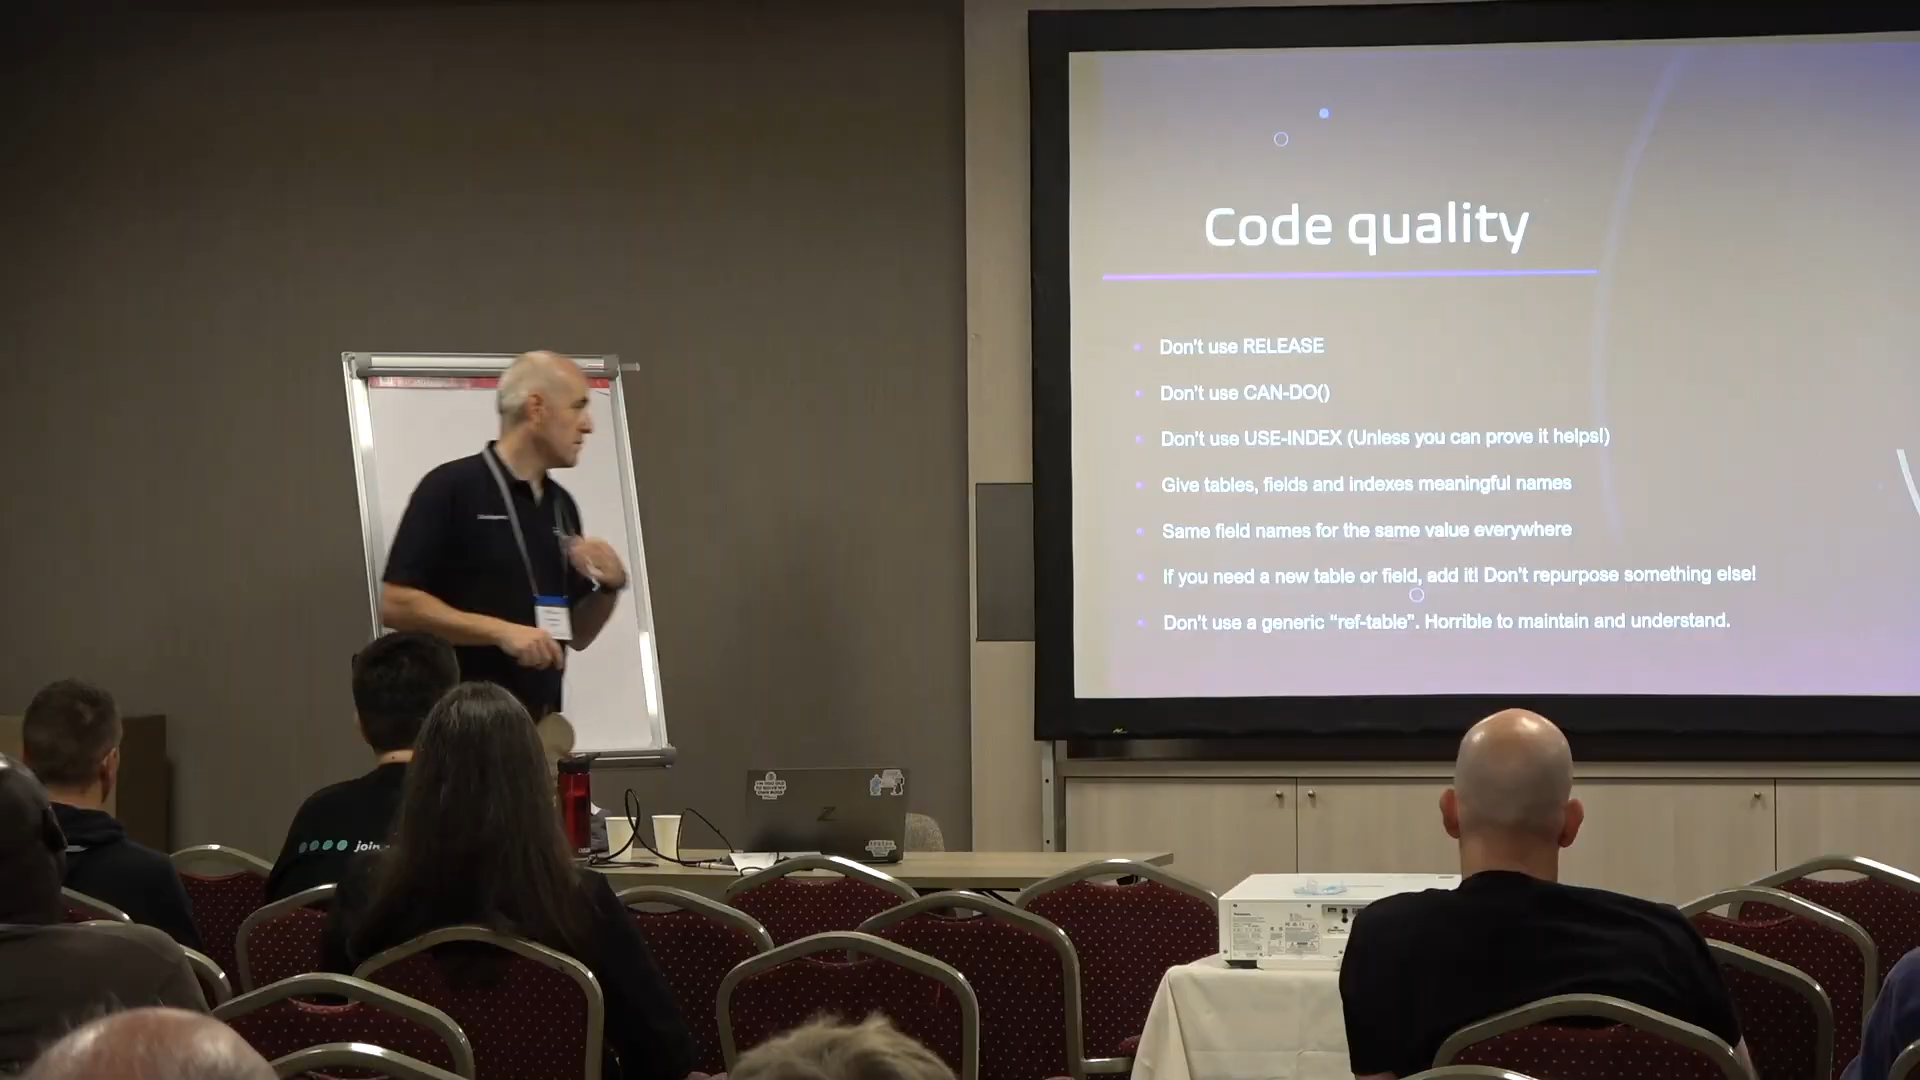 Code quality
Don't use RELEASE
Don't use CAN-DO()
Don't use USE-INDEX (Unless you can prove it helps!)
Give tables, fields and indexes meaningful names
Same field names for the same value everywhere
If you need a new table or field, add it! Don't repurpose something else!
Don't use a generic “ref-table”. Horrible to maintain and understand.
join